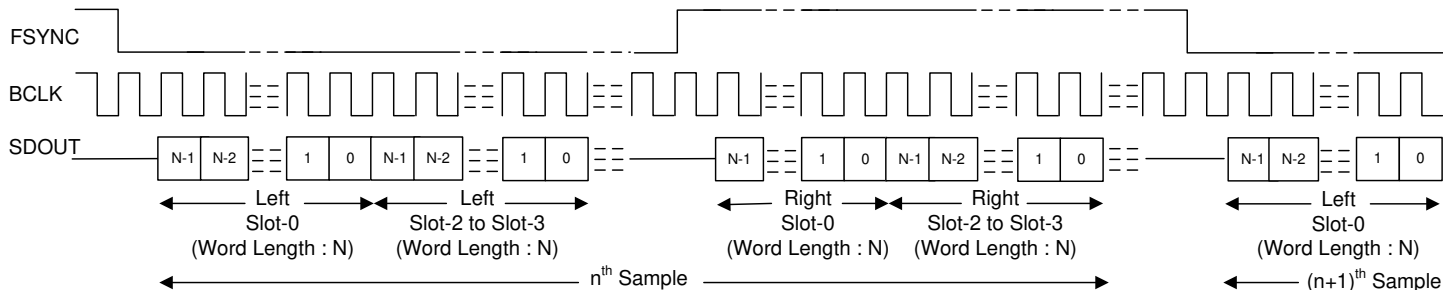 FSYNC
BCLK
SDOUT
N-1 N-2 1 0 N-1 N-2 1 0 N-1 1 0 N-1 N-2 1 0 N-1 N-2 1 0
Left Left Right Right Left
Slot-0 Slot-2 to Slot-3 Slot-0 Slot-2 to Slot-3 Slot-0
(Word Length : N) (Word Length : N) (Word Length : N) (Word Length : N) (Word Length : N)
nth Sample (n+1)th Sample